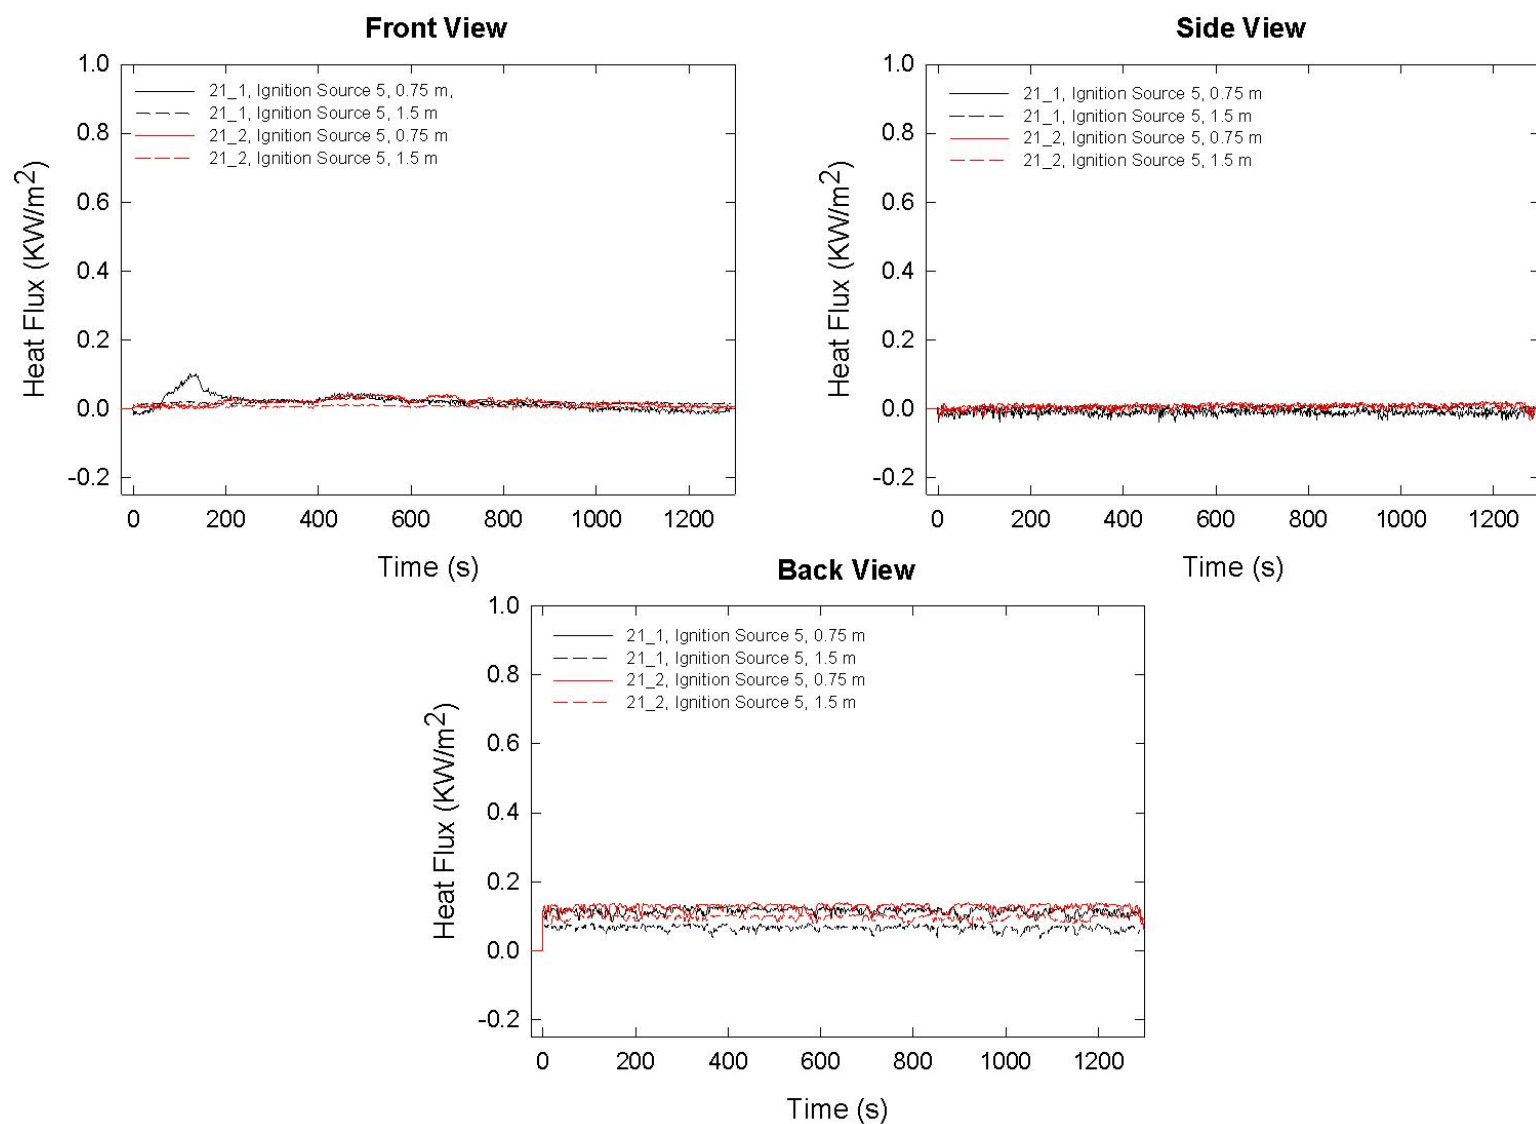 Front View
1.0
0.8
0.6
0.4
0.2
0.0
-0.2
Heat Flux (KW/m2)
21_1, Ignition Source 5, 0.75 m,
21_1, Ignition Source 5, 1.5 m
21_2, Ignition Source 5, 0.75 m
21_2, Ignition Source 5, 1.5 m
0 200 400 600 800 1000 1200
Time (s)
Side View
1.0
0.8
0.6
0.4
0.2
0.0
-0.2
Heat Flux (KW/m2)
21_1, Ignition Source 5, 0.75 m
21_1, Ignition Source 5, 1.5 m
21_2, Ignition Source 5, 0.75 m
21_2, Ignition Source 5, 1.5 m
0 200 400 600 800 1000 1200
Time (s)
Back View
1.0
0.8
0.6
0.4
0.2
0.0
-0.2
Heat Flux (KW/m2)
21_1, Ignition Source 5, 0.75 m
21_1, Ignition Source 5, 1.5 m
21_2, Ignition Source 5, 0.75 m
21_2, Ignition Source 5, 1.5 m
0 200 400 600 800 1000 1200
Time (s)